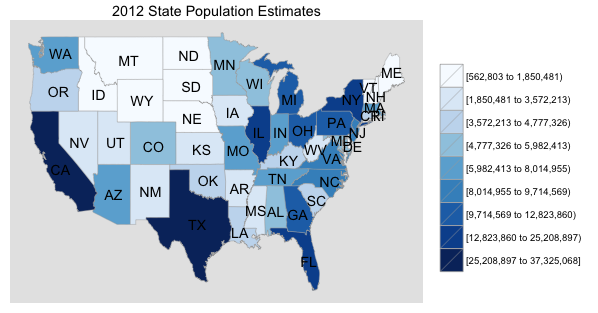 2012 State Population Estimates
WA
MT
ND
MN
ME
OR
ID
SD
WI
MI
VT
NH
NY
MA
CT
RI
WY
IA
NE
PA
NJ
NV
UT
CO
IL
IN
OH
MD
DE
KS
MO
WV
VA
KY
CA
OK
TN
NC
AZ
NM
AR
SC
TX
MS
AL
GA
LA
FL
[562,803 to 1,850,481)
[1,850,481 to 3,572,213)
[3,572,213 to 4,777,326)
[4,777,326 to 5,982,413)
[5,982,413 to 8,014,955)
[8,014,955 to 9,714,569)
[9,714,569 to 12,823,860)
[12,823,860 to 25,208,897)
[25,208,897 to 37,325,068]